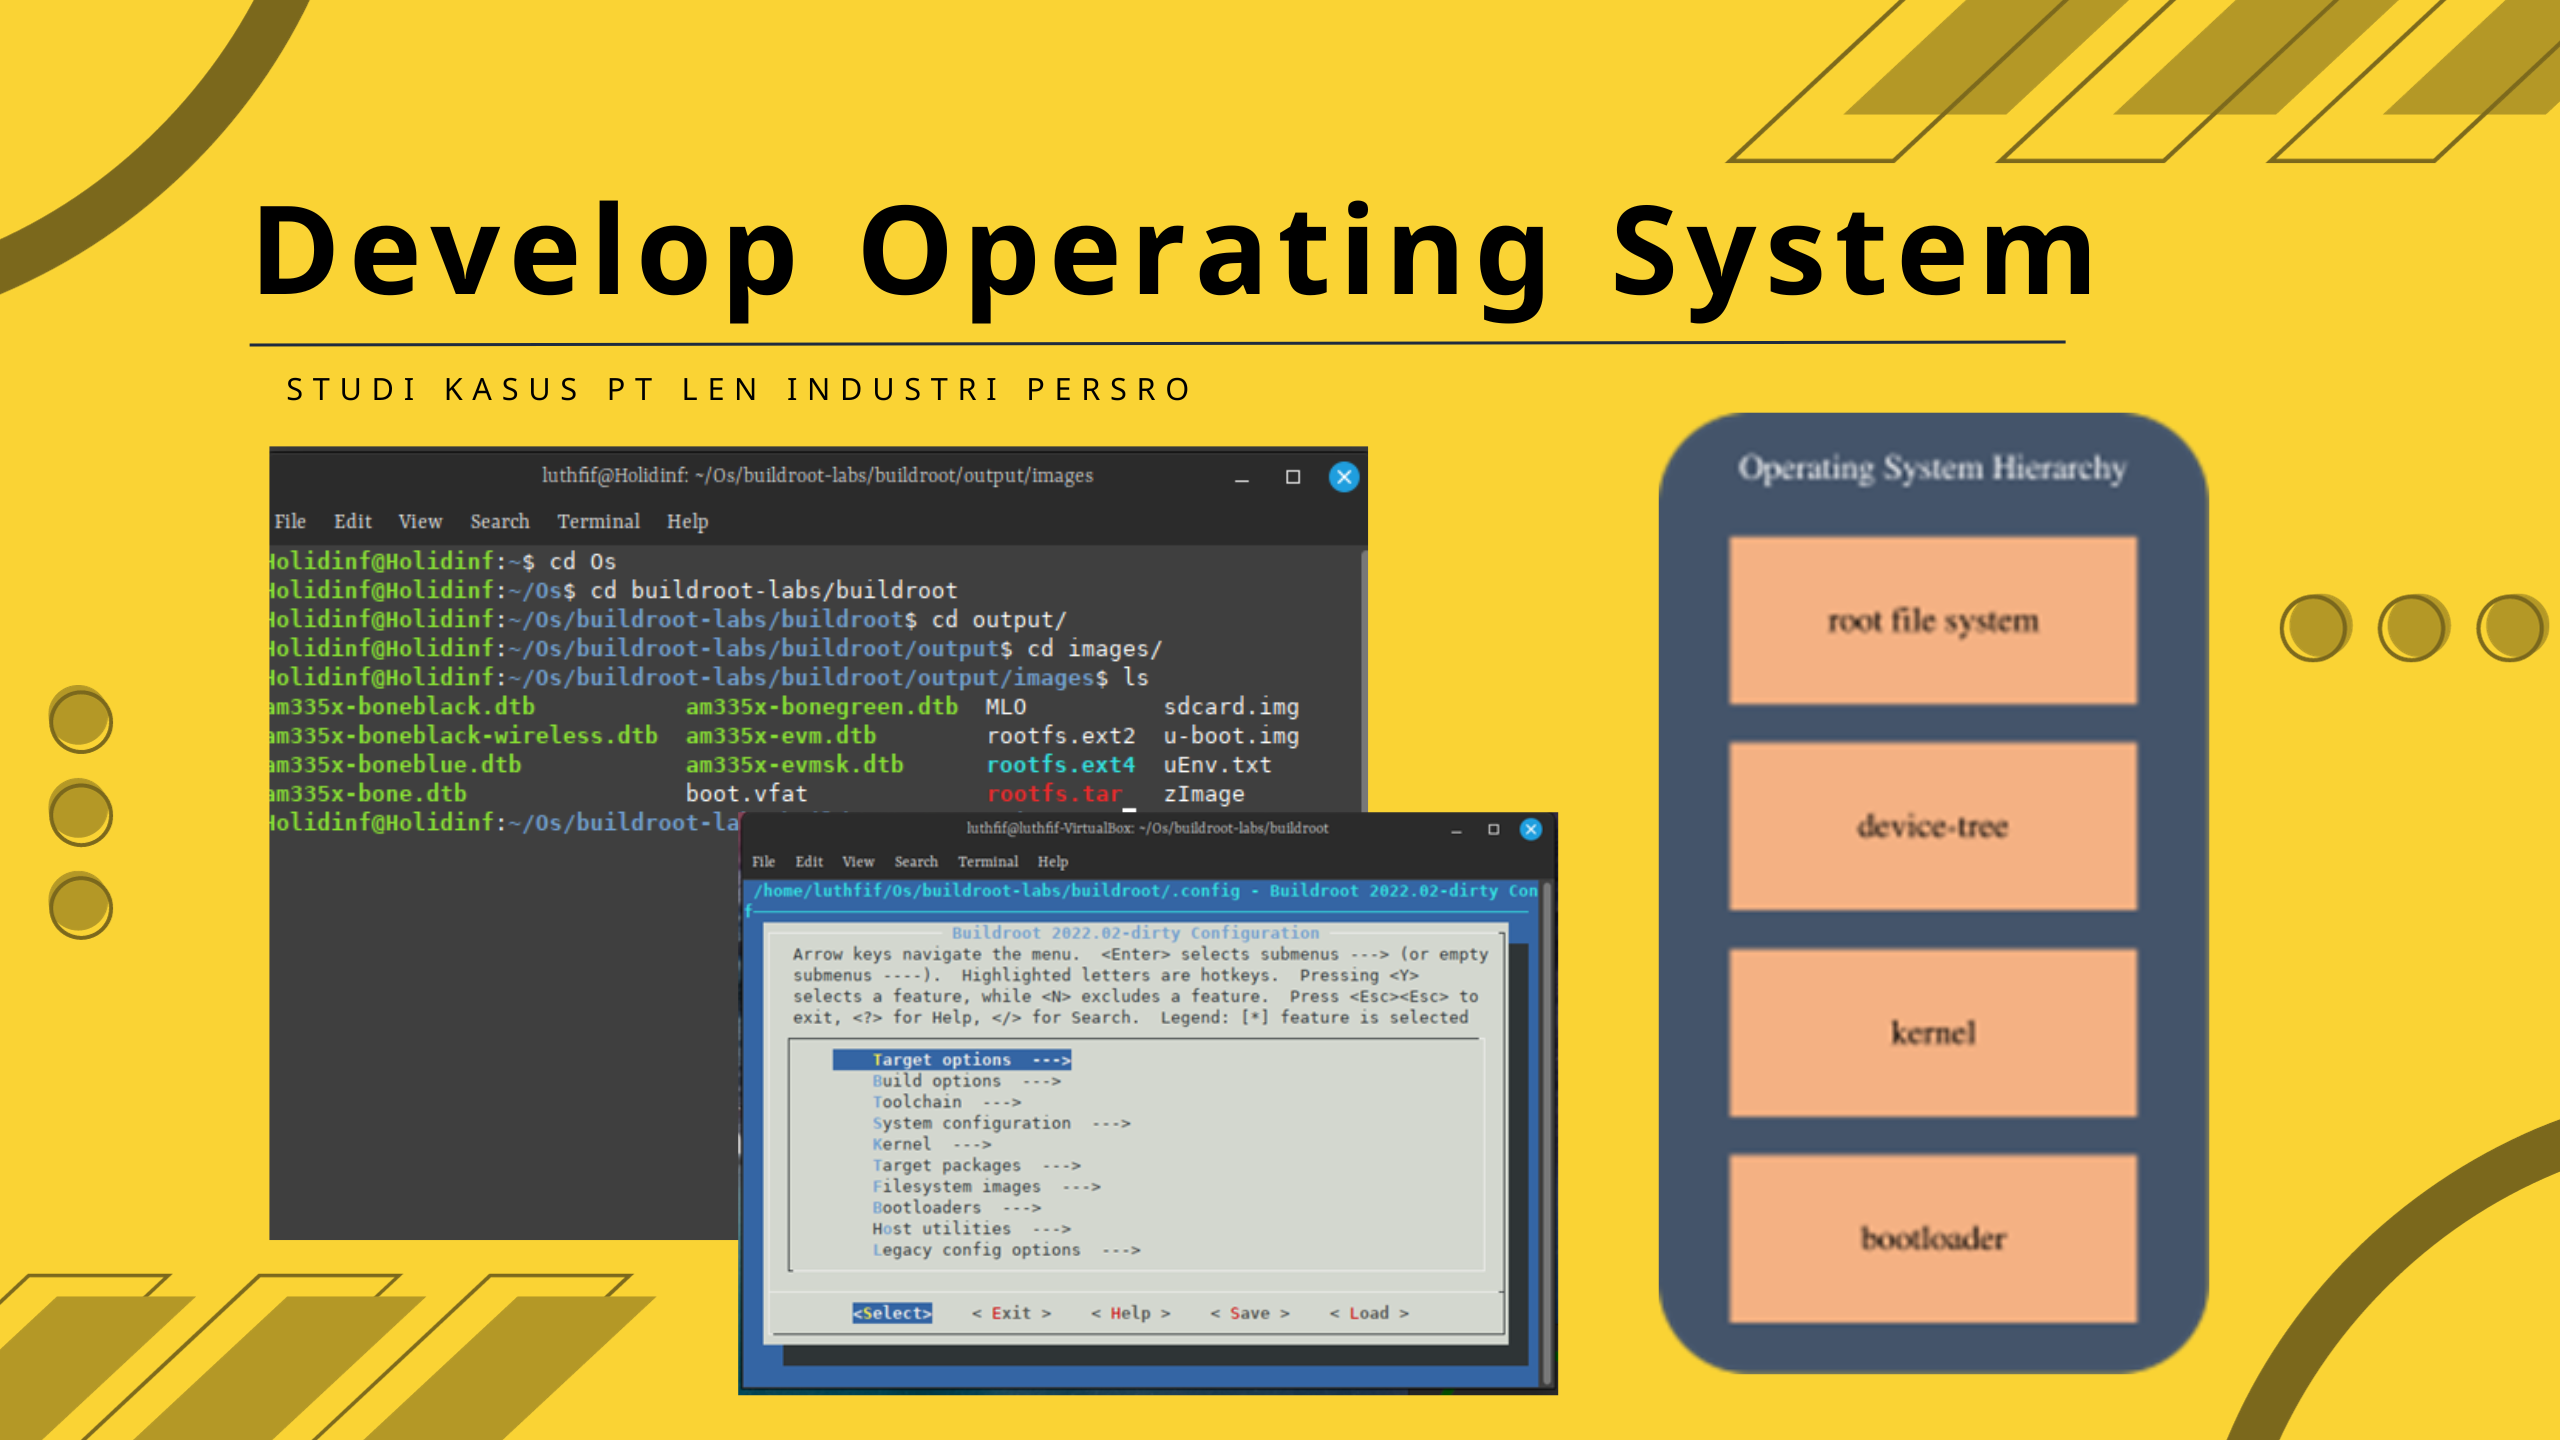 Develop Operating System
STUDI KASUS PT LEN INDUSTRI PERSRO
luthfif@Holidinf: ~/Os/buildroot-labs/buildroot/output/images
File Edit View Search Terminal Help
Holidinf@Holidinf:~$ cd Os
Holidinf@Holidinf:~/Os$ cd buildroot-labs/buildroot
Holidinf@Holidinf:~/Os/buildroot-labs/buildroot$ cd output/
Holidinf@Holidinf:~/Os/buildroot-labs/buildroot/output$ cd images/
Holidinf@Holidinf:~/Os/buildroot-labs/buildroot/output/images$ ls
am335x-boneblack.dtb am335x-bonegreen.dtb MLO sdcard.img
am335x-boneblack-wireless.dtb am335x-evm.dtb rootfs.ext2 u-boot.img
am335x-boneblue.dtb am335x-evmsk.dtb rootfs.ext4 uEnv.txt
am335x-bone.dtb boot.vfat rootfs.tar zImage
Holidinf@Holidinf:~/Os/buildroot-la
luthfif@luthfif-VirtualBox: ~/Os/buildroot-labs/buildroot
File Edit View Search Terminal Help
/home/luthfif/Os/buildroot-labs/buildroot/.config - Buildroot 2022.02-dirty Con
f
Buildroot 2022.02-dirty Configuration
Arrow keys navigate the menu. <Enter> selects submenus ---> (or empty
submenus ----). Highlighted letters are hotkeys. Pressing <Y>
selects a feature, while <N> excludes a feature. Press <Esc><Esc> to
exit, <?> for Help, </> for Search. Legend: [*] feature is selected
Target options --->
Build options --->
Toolchain --->
System configuration --->
Kernel --->
Target packages --->
Filesystem images --->
Bootloaders --->
Host utilities --->
Legacy config options --->
<Select> < Exit > < Help > < Save > < Load >
Operating System Hierarchy
root file system
device-tree
kernel
bootloader